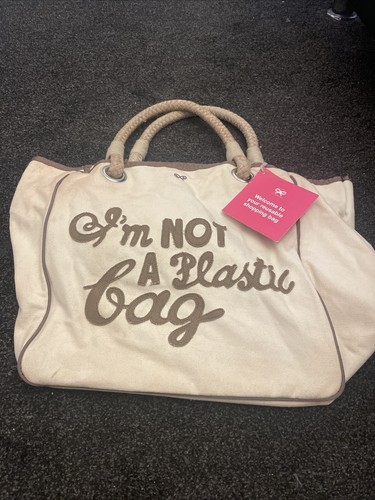 I'm NOT
A Plastic
bag
Welcome to
your reusable
shopping bag